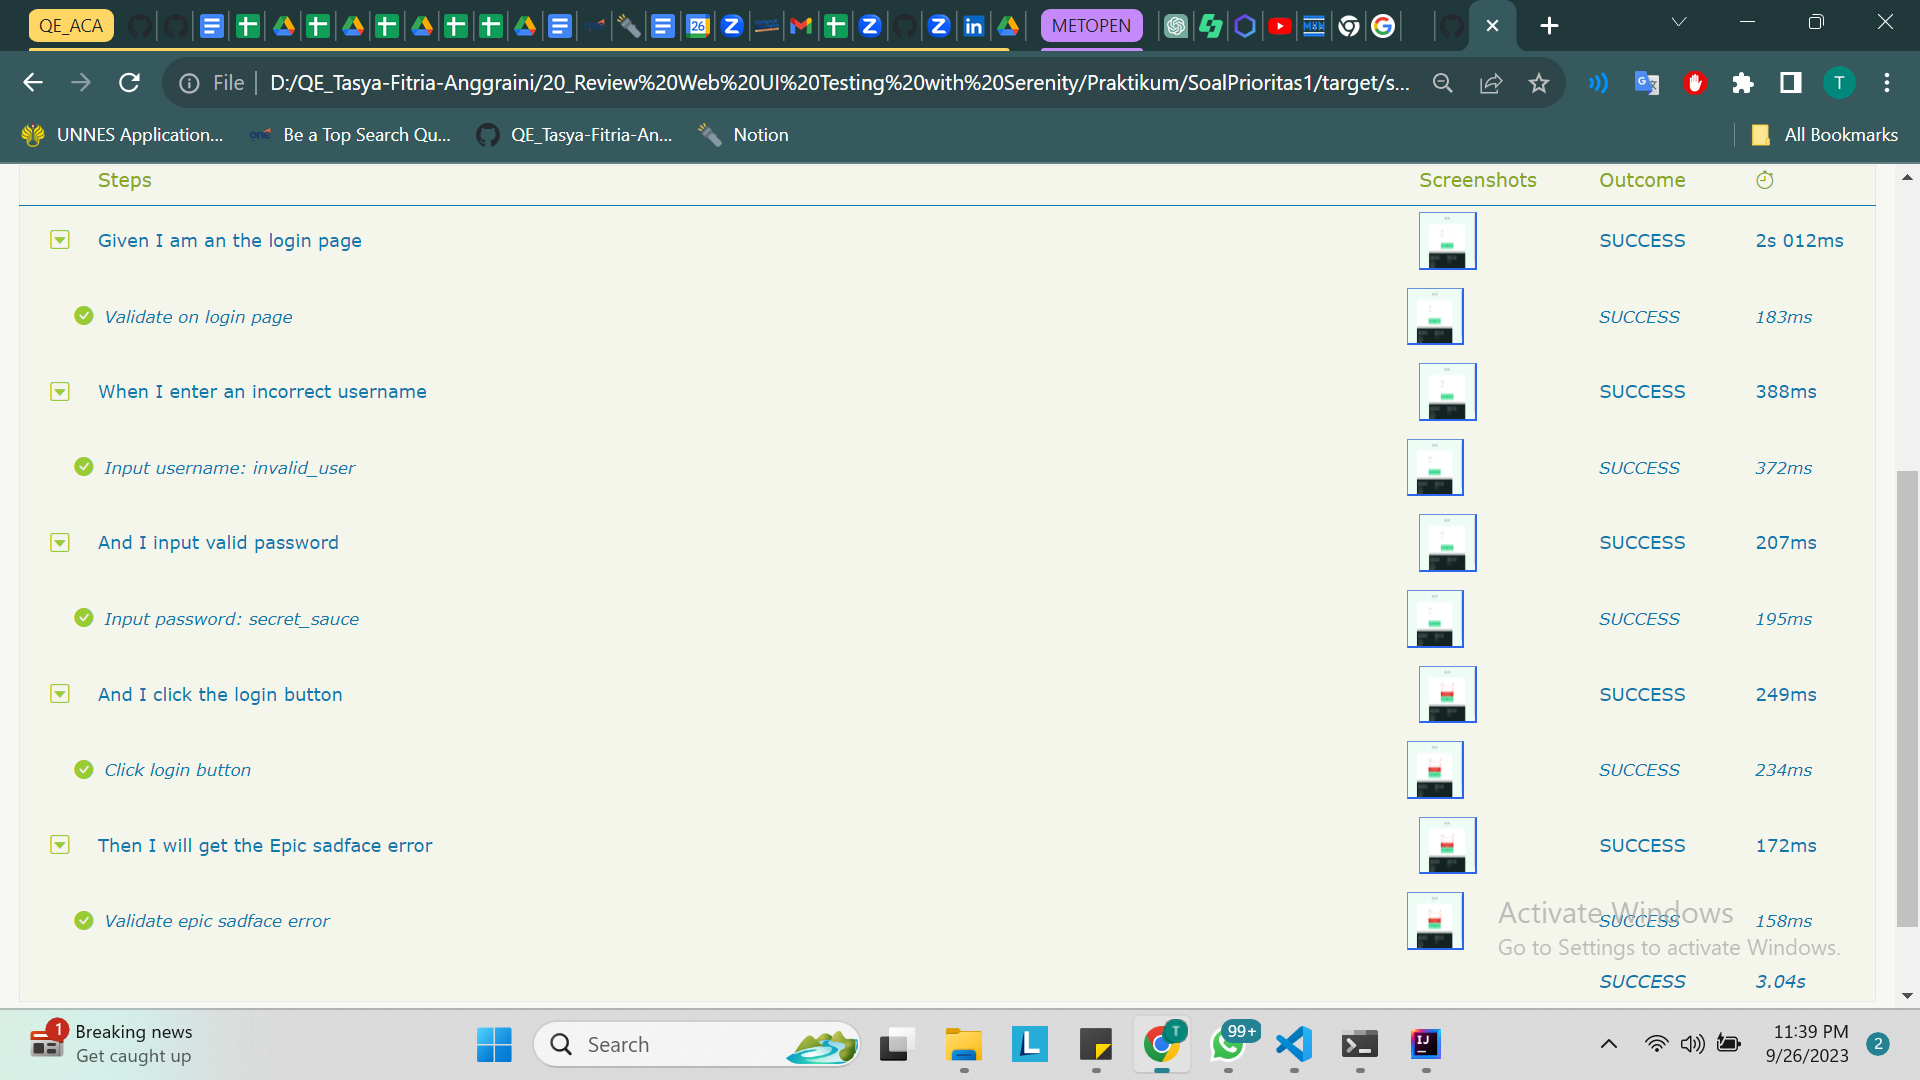 QE_ACA
METOPEN
File
D:/QE_Tasya-Fitria-Anggraini/20_Review%20Web%20UI%20Testing%20with%20Serenity/Praktikum/SoalPrioritas1/target/s...
T
UNNES Application...
Be a Top Search Qu...
QE_Tasya-Fitria-An...
Notion
All Bookmarks
Steps Screenshots Outcome
Given I am an the login page SUCCESS 2s 012ms
Validate on login page SUCCESS 183ms
When I enter an incorrect username SUCCESS 388ms
Input username: invalid_user SUCCESS 372ms
And I input valid password SUCCESS 207ms
Input password: secret_sauce SUCCESS 195ms
And I click the login button SUCCESS 249ms
Click login button SUCCESS 234ms
Then I will get the Epic sadface error SUCCESS 172ms
Validate epic sadface error SUCCESS 158ms
Activate Windows
Go to Settings to activate Windows.
SUCCESS 3.04s
1
Breaking news
Get caught up
Search
L
T
99+
IJ
11:39 PM
9/26/2023
2